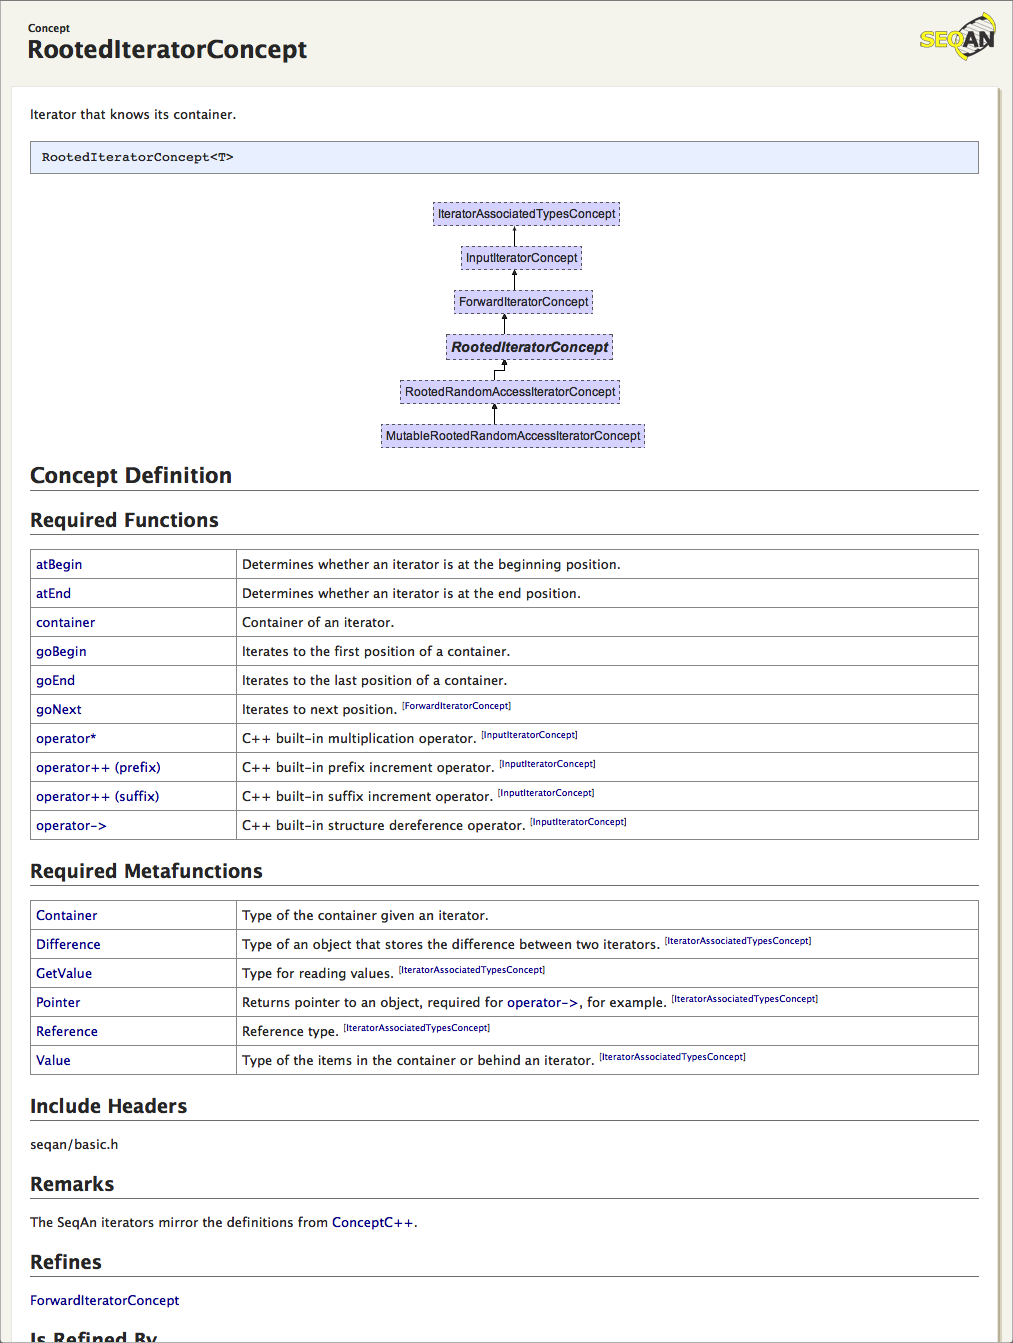 Concept
RootedIteratorConcept
SEQAN
Iterator that knows its container.
RootedIteratorConcept<T>
IteratorAssociatedTypesConcept
InputIteratorConcept
ForwardIteratorConcept
RootedIteratorConcept
RootedRandomAccessIteratorConcept
MutableRootedRandomAccessIteratorConcept
Concept Definition
Required Functions
atBegin Determines whether an iterator is at the beginning position.
atEnd Determines whether an iterator is at the end position.
container Container of an iterator.
goBegin Iterates to the first position of a container.
goEnd Iterates to the last position of a container.
goNext Iterates to next position. [ForwardIteratorConcept]
operator* C++ built-in multiplication operator. [InputIteratorConcept]
operator++ (prefix) C++ built-in prefix increment operator. [InputIteratorConcept]
operator++ (suffix) C++ built-in suffix increment operator. [InputIteratorConcept]
operator-> C++ built-in structure dereference operator. [InputIteratorConcept]
Required Metafunctions
Container Type of the container given an iterator.
Difference Type of an object that stores the difference between two iterators. [IteratorAssociatedTypesConcept]
GetValue Type for reading values. [IteratorAssociatedTypesConcept]
Pointer Returns pointer to an object, required for operator->, for example. [IteratorAssociatedTypesConcept]
Reference Reference type. [IteratorAssociatedTypesConcept]
Value Type of the items in the container or behind an iterator. [IteratorAssociatedTypesConcept]
Include Headers
seqan/basic.h
Remarks
The SeqAn iterators mirror the definitions from ConceptC++.
Refines
ForwardIteratorConcept
Is Refined By